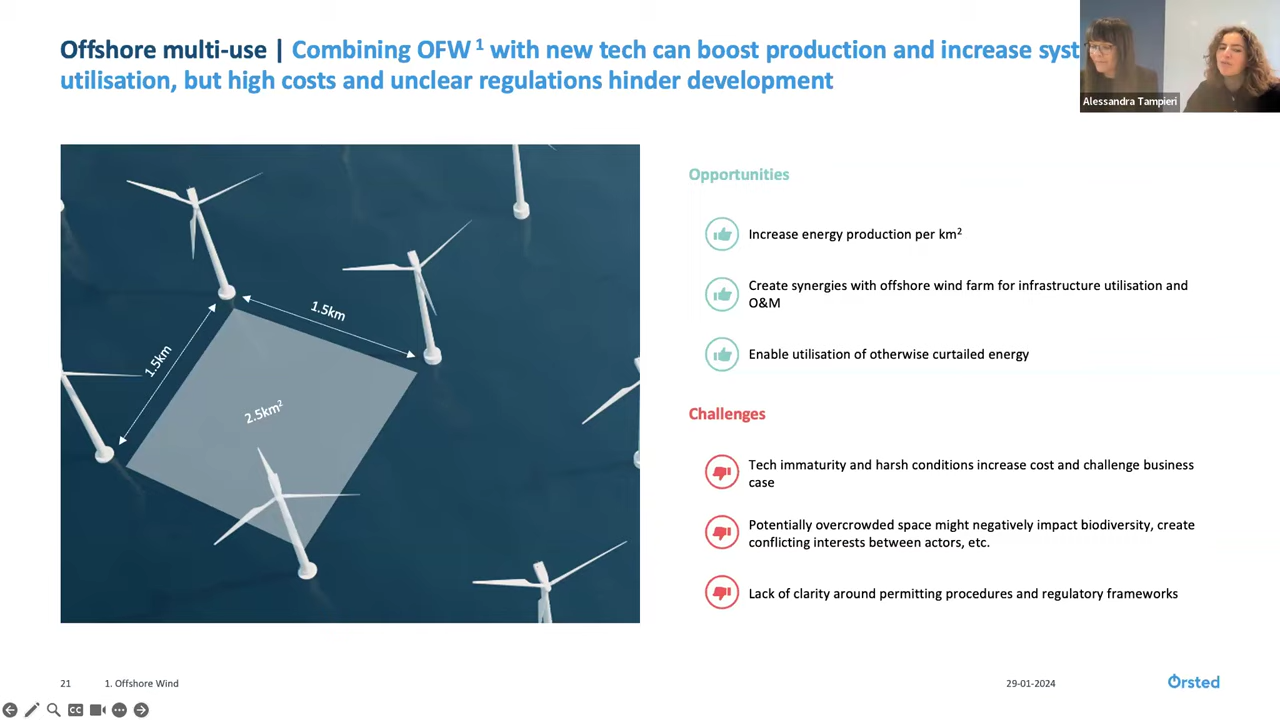 Offshore multi-use | Combining OFW ¹ with new tech can boost production and increase syst
utilisation, but high costs and unclear regulations hinder development
Alessandra Tampieri
Opportunities
Increase energy production per km²
Create synergies with offshore wind farm for infrastructure utilisation and
O&M
Enable utilisation of otherwise curtailed energy
Challenges
Tech immaturity and harsh conditions increase cost and challenge business
case
Potentially overcrowded space might negatively impact biodiversity, create
conflicting interests between actors, etc.
Lack of clarity around permitting procedures and regulatory frameworks
1.5km
1.5km
2.5km²
21
1. Offshore Wind
29-01-2024
Ørsted
CC